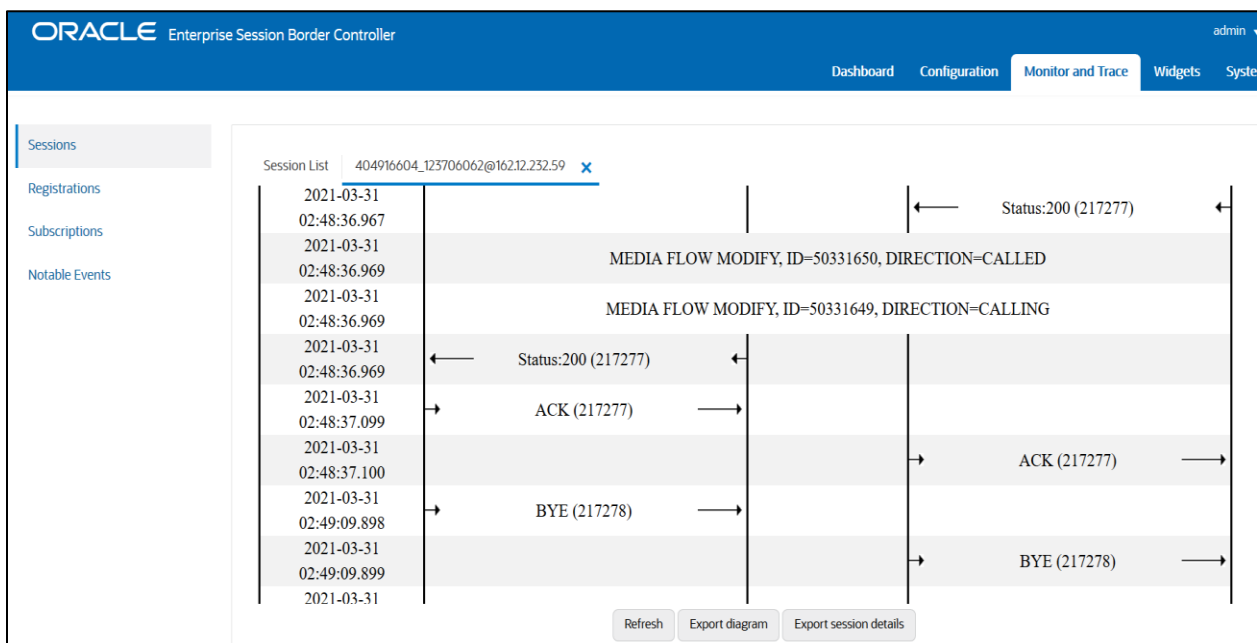 ORACLE Enterprise Session Border Controller
admin
Dashboard Configuration Monitor and Trace Widgets Syste
Sessions
Registrations
Subscriptions
Notable Events
Session List 404916604_123706062@162.12.232.59 X
2021-03-31
02:48:36.967
Status:200 (217277)
2021-03-31
02:48:36.969
MEDIA FLOW MODIFY, ID=50331650, DIRECTION=CALLED
2021-03-31
02:48:36.969
MEDIA FLOW MODIFY, ID=50331649, DIRECTION=CALLING
2021-03-31
02:48:36.969
Status:200 (217277)
2021-03-31
02:48:37.099
ACK (217277)
2021-03-31
02:48:37.100
ACK (217277)
2021-03-31
02:49:09.898
BYE (217278)
2021-03-31
02:49:09.899
BYE (217278)
2021-03-31
Refresh Export diagram Export session details